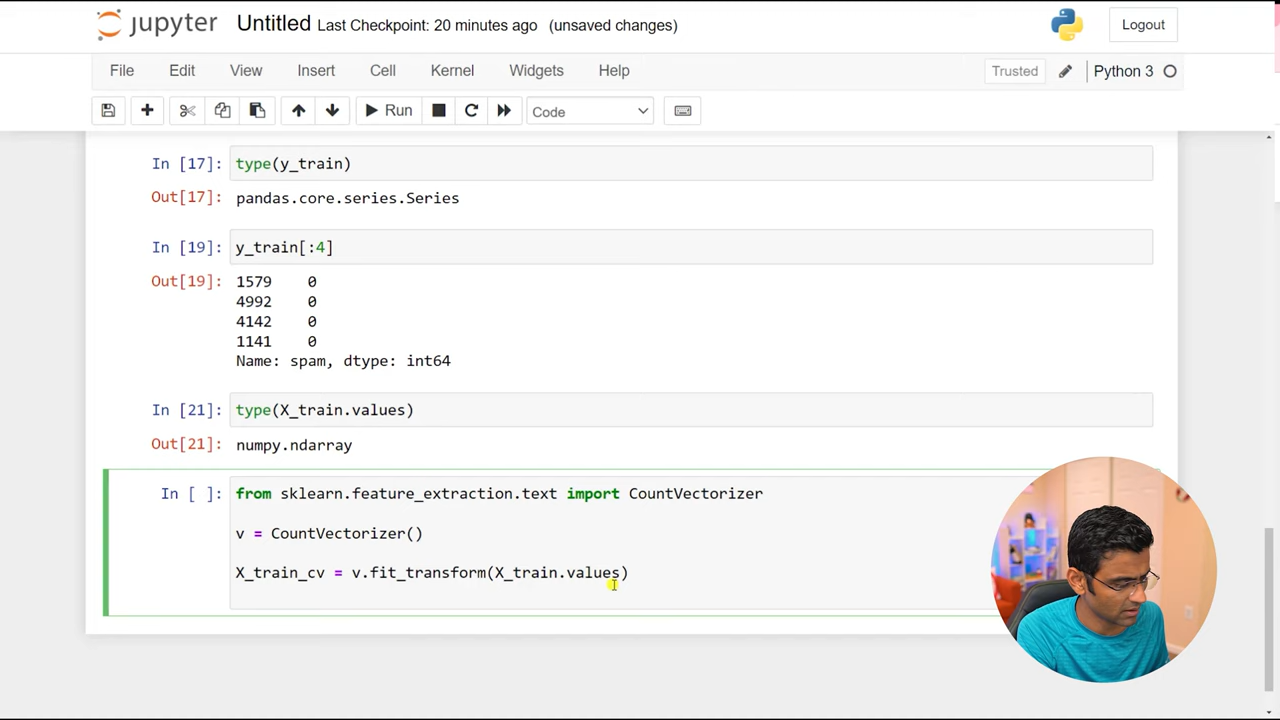 jupyter Untitled Last Checkpoint: 20 minutes ago (unsaved changes) Logout
File Edit View Insert Cell Kernel Widgets Help Trusted Python 3
Run Code
In [17]: type(y_train)
Out[17]: pandas.core.series.Series
In [19]: y_train[:4]
Out[19]: 1579 0
4992 0
4142 0
1141 0
Name: spam, dtype: int64
In [21]: type(X_train.values)
Out[21]: numpy.ndarray
In [ ]: from sklearn.feature_extraction.text import CountVectorizer
v = CountVectorizer()
X_train_cv = v.fit_transform(X_train.values)